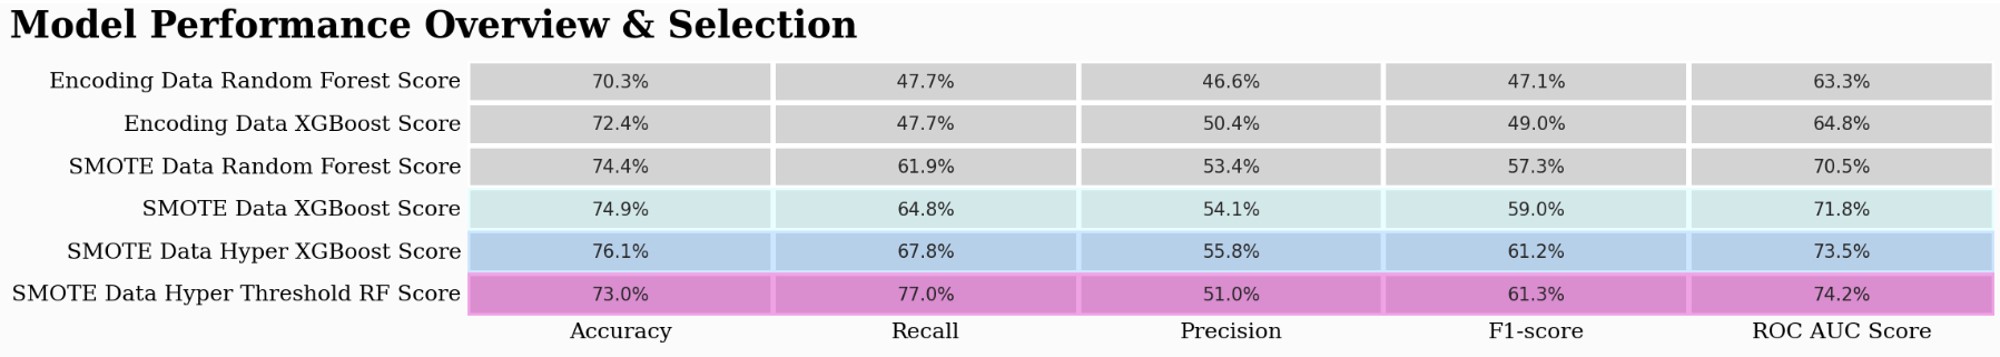 Model Performance Overview & Selection
Encoding Data Random Forest Score 70.3% 47.7% 46.6% 47.1% 63.3%
Encoding Data XGBoost Score 72.4% 47.7% 50.4% 49.0% 64.8%
SMOTE Data Random Forest Score 74.4% 61.9% 53.4% 57.3% 70.5%
SMOTE Data XGBoost Score 74.9% 64.8% 54.1% 59.0% 71.8%
SMOTE Data Hyper XGBoost Score 76.1% 67.8% 55.8% 61.2% 73.5%
SMOTE Data Hyper Threshold RF Score 73.0% 77.0% 51.0% 61.3% 74.2%
Accuracy Recall Precision F1-score ROC AUC Score